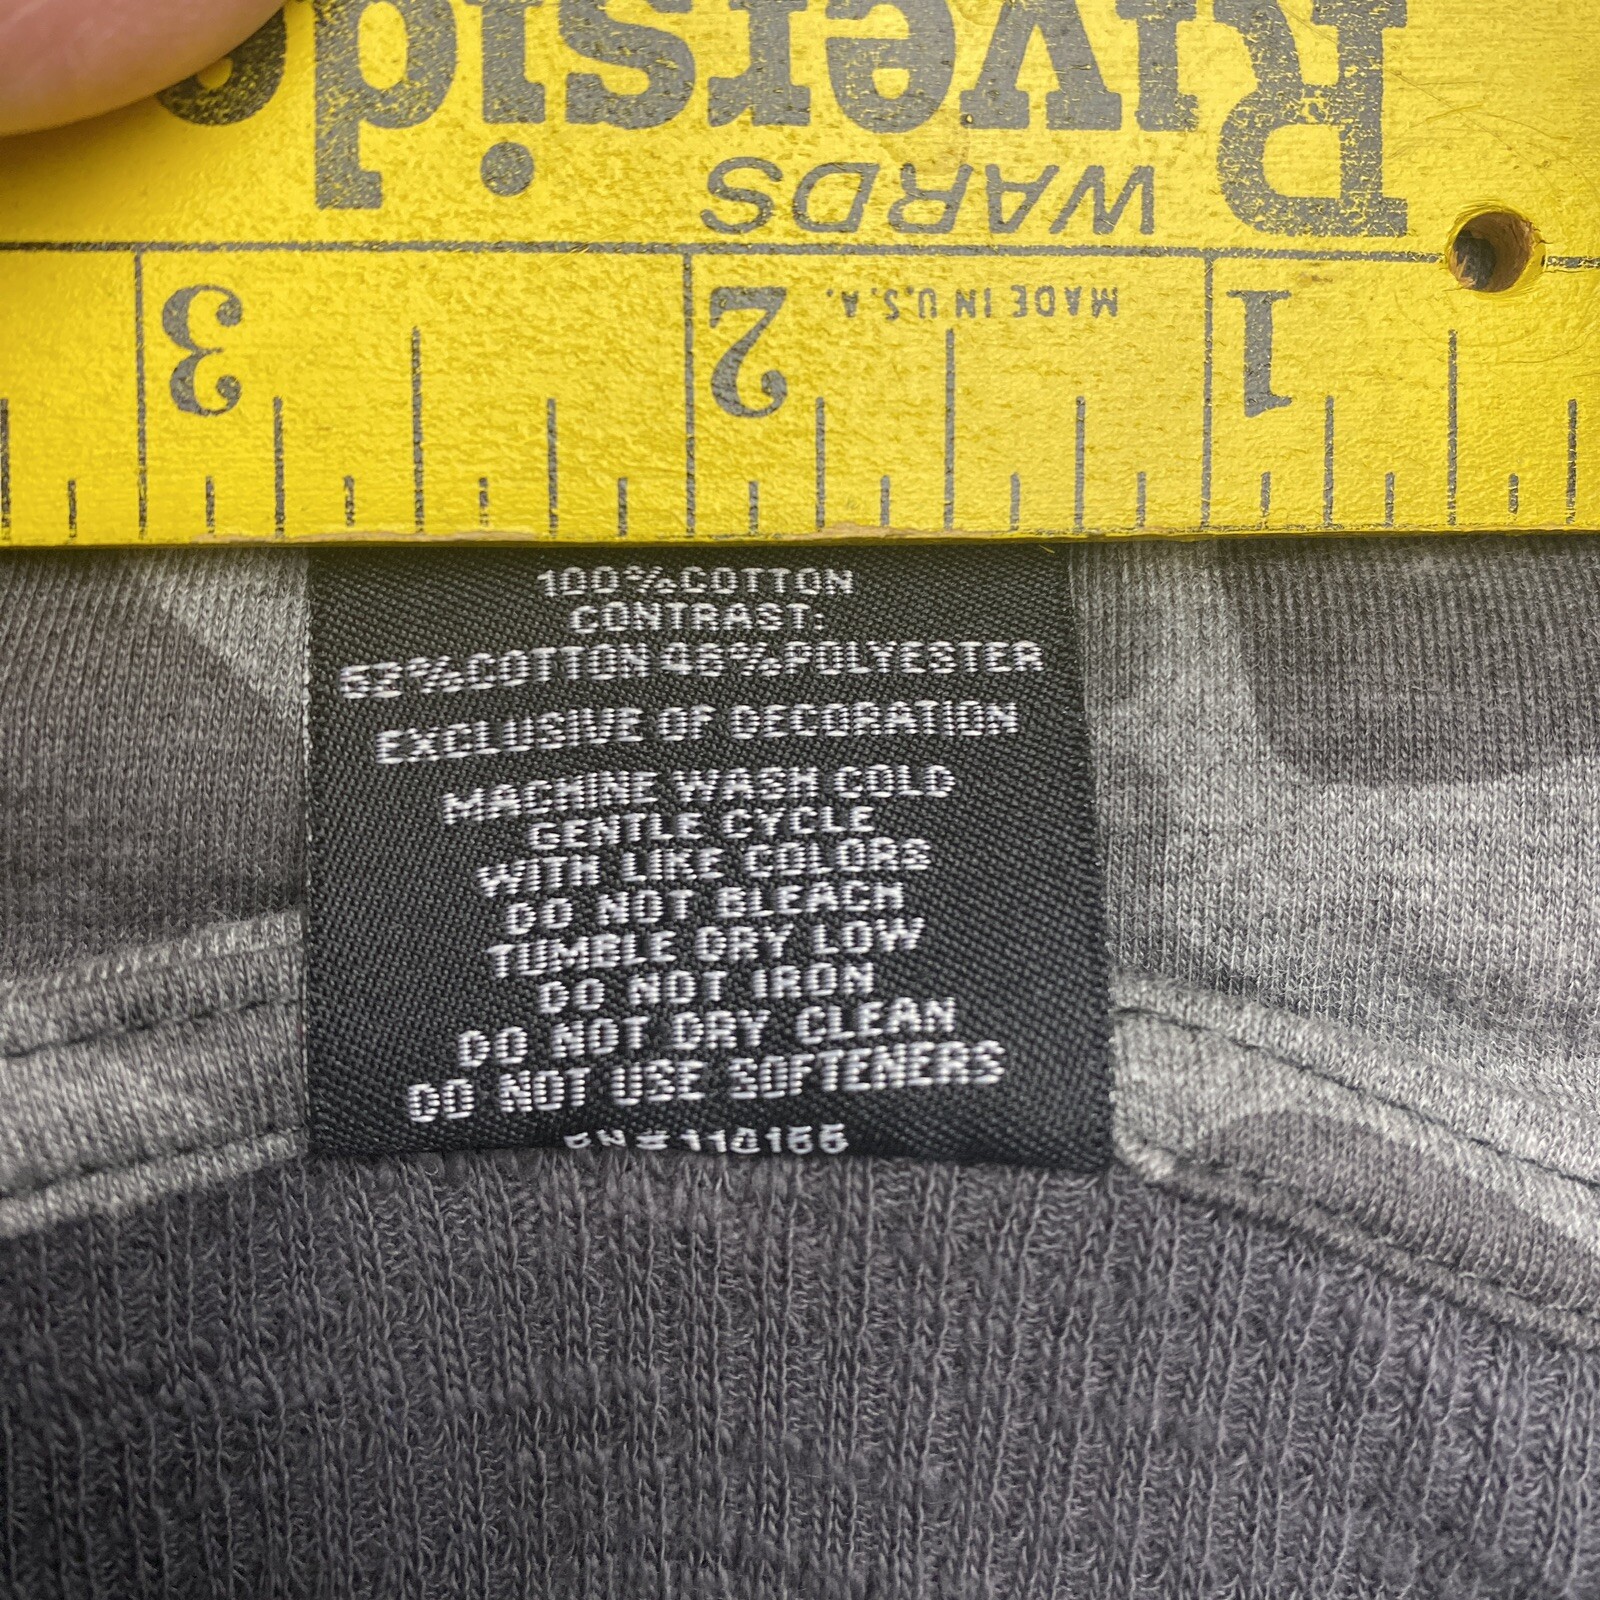 Riversid
WARDS
MADE IN U.S.A.
3 2 1
100%COTTON
CONTRAST:
52%COTTON 48%POLYESTER
EXCLUSIVE OF DECORATION
MACHINE WASH COLD
GENTLE CYCLE
WITH LIKE COLORS
DO NOT BLEACH
TUMBLE DRY LOW
DO NOT IRON
DO NOT DRY CLEAN
DO NOT USE SOFTENERS